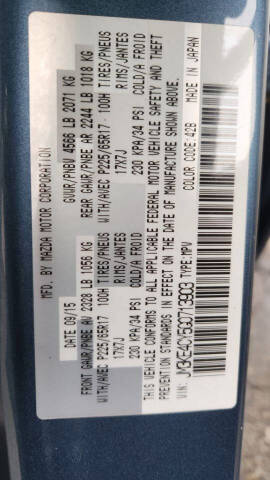 MFD. BY MAZDA MOTOR CORPORATION
DATE: 09/15
GVWR/PNBV 4566 LB 2071 KG
FRONT GAWR/PNBE AV 2328 LB 1056 KG
REAR GAWR/PNBE AR 2244 LB 1018 KG
WITH/AVEC P225/65R17 100H TIRES/PNEUS
WITH/AVEC P225/65R17 100H TIRES/PNEUS
17X7J RIMS/JANTES
17X7J RIMS/JANTES
230 KPA/34 PSI COLD/A FROID
230 KPA/34 PSI COLD/A FROID
THIS VEHICLE CONFORMS TO ALL APPLICABLE FEDERAL MOTOR VEHICLE SAFETY AND THEFT
PREVENTION STANDARDS IN EFFECT ON THE DATE OF MANUFACTURE SHOWN ABOVE.
TYPE:MPV
COLOR CODE:42B
MADE IN JAPAN